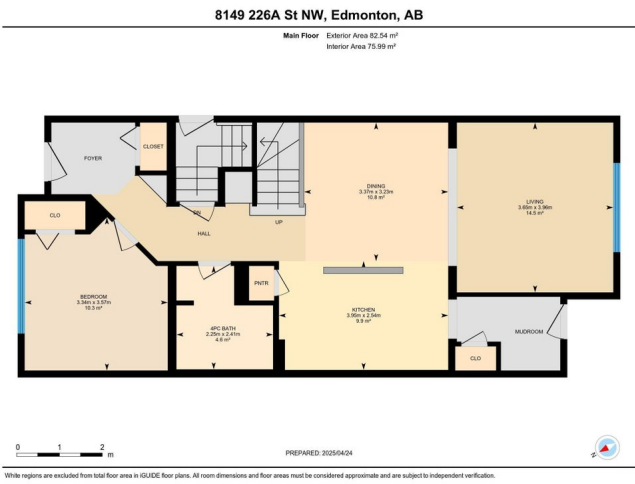 8149 226A St NW, Edmonton, AB
Main Floor Exterior Area 82.54 m²
Interior Area 75.99 m²
FOYER
CLOSET
CLO
DN
HALL
UP
DINING
3.37m x 3.23m
10.8 m²
LIVING
3.65m x 3.96m
14.5 m²
BEDROOM
3.34m x 3.57m
10.3 m²
4PC BATH
2.25m x 2.41m
4.6 m²
PNTR
KITCHEN
3.95m x 2.54m
9.9 m²
MUDROOM
CLO
0 1 2 m
PREPARED: 2025/04/24
N
White regions are excluded from total floor area in iGUIDE floor plans. All room dimensions and floor areas must be considered approximate and are subject to independent verification.